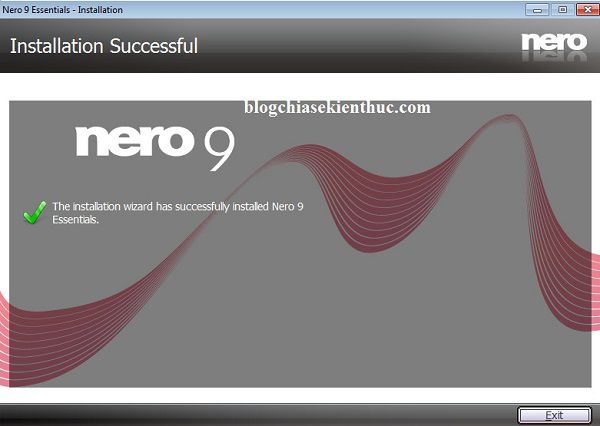 Nero 9 Essentials - Installation
Installation Successful
nero
blogchiasekienthuc.com
nero 9
The installation wizard has successfully installed Nero 9
Essentials.
Exit